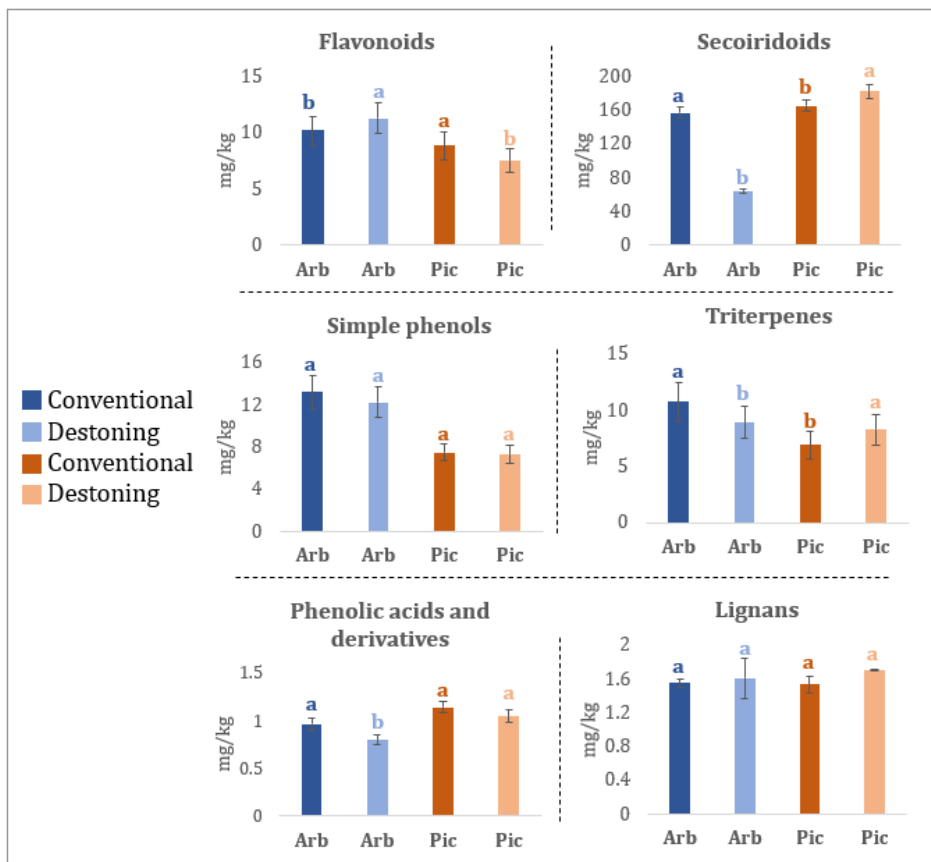 Flavonoids
15
10
5
0
mg/kg
b
a
a
b
Arb
Arb
Pic
Pic
Secoiridoids
200
160
120
80
40
0
mg/kg
a
b
b
a
Arb
Arb
Pic
Pic
Conventional
Destoning
Conventional
Destoning
Simple phenols
16
12
8
4
0
mg/kg
a
a
a
a
Arb
Arb
Pic
Pic
Triterpenes
15
10
5
0
mg/kg
a
b
b
a
Arb
Arb
Pic
Pic
Phenolic acids and
derivatives
1.5
1
0.5
0
mg/kg
a
b
a
a
Arb
Arb
Pic
Pic
Lignans
2
1.6
1.2
0.8
0.4
0
mg/kg
a
a
a
a
Arb
Arb
Pic
Pic